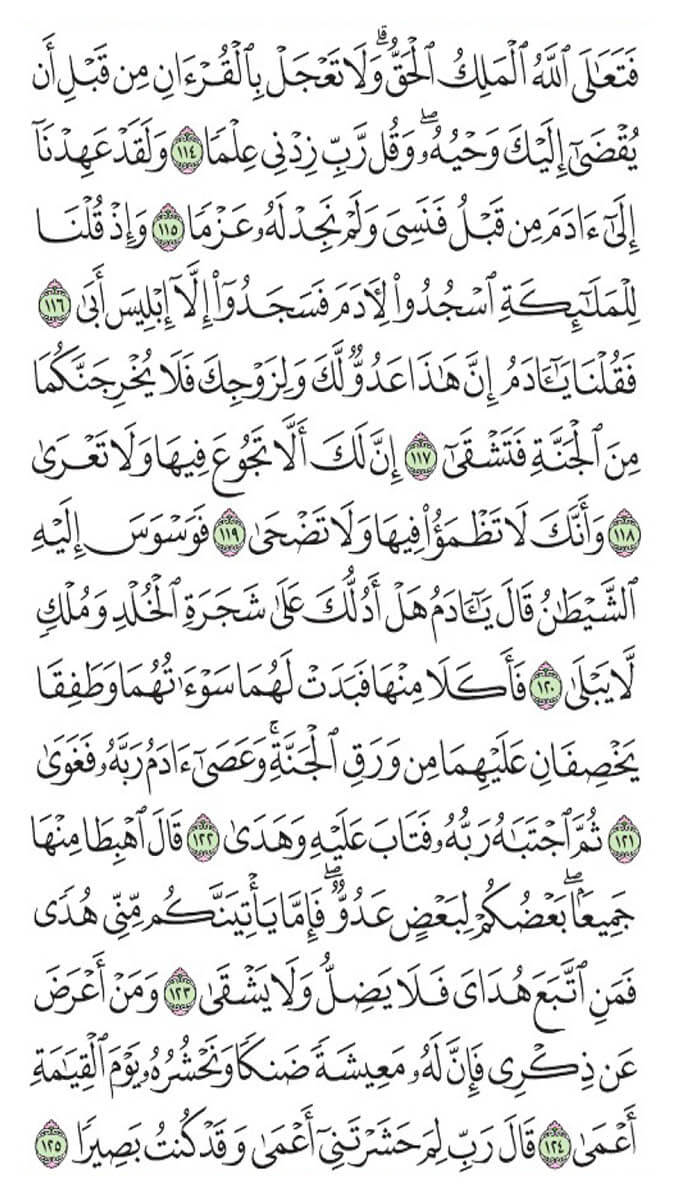 فَتَعَٰلَى ٱللَّهُ ٱلْمَلِكُ ٱلْحَقُّ ۗ وَلَا تَعْجَلْ بِٱلْقُرْءَانِ مِن قَبْلِ أَن
يُقْضَىٰٓ إِلَيْكَ وَحْيُهُۥ ۖ وَقُل رَّبِّ زِدْنِى عِلْمًا ١١٤ وَلَقَدْ عَهِدْنَآ
إِلَىٰٓ ءَادَمَ مِن قَبْلُ فَنَسِىَ وَلَمْ نَجِدْ لَهُۥ عَزْمًا ١١٥ وَإِذْ قُلْنَا
لِلْمَلَٰٓئِكَةِ ٱسْجُدُوا۟ لِءَادَمَ فَسَجَدُوٓا۟ إِلَّآ إِبْلِيسَ أَبَىٰ ١١٦
فَقُلْنَا يَٰٓـَٔادَمُ إِنَّ هَٰذَا عَدُوٌّ لَّكَ وَلِزَوْجِكَ فَلَا يُخْرِجَنَّكُمَا
مِنَ ٱلْجَنَّةِ فَتَشْقَىٰٓ ١١٧ إِنَّ لَكَ أَلَّا تَجُوعَ فِيهَا وَلَا تَعْرَىٰ
١١٨ وَأَنَّكَ لَا تَظْمَؤُا۟ فِيهَا وَلَا تَضْحَىٰ ١١٩ فَوَسْوَسَ إِلَيْهِ
ٱلشَّيْطَٰنُ قَالَ يَٰٓـَٔادَمُ هَلْ أَدُلُّكَ عَلَىٰ شَجَرَةِ ٱلْخُلْدِ وَمُلْكٍ
لَّا يَبْلَىٰ ١٢٠ فَأَكَلَا مِنْهَا فَبَدَتْ لَهُمَا سَوْءَٰتُهُمَا وَطَفِقَا
يَخْصِفَانِ عَلَيْهِمَا مِن وَرَقِ ٱلْجَنَّةِ ۚ وَعَصَىٰٓ ءَادَمُ رَبَّهُۥ فَغَوَىٰ
١٢١ ثُمَّ ٱجْتَبَٰهُ رَبُّهُۥ فَتَابَ عَلَيْهِ وَهَدَىٰ ١٢٢ قَالَ ٱهْبِطَا مِنْهَا
جَمِيعًۢا ۖ بَعْضُكُمْ لِبَعْضٍ عَدُوٌّ ۖ فَإِمَّا يَأْتِيَنَّكُم مِّنِّى هُدًى
فَمَنِ ٱتَّبَعَ هُدَاىَ فَلَا يَضِلُّ وَلَا يَشْقَىٰ ١٢٣ وَمَنْ أَعْرَضَ
عَن ذِكْرِى فَإِنَّ لَهُۥ مَعِيشَةً ضَنكًا وَنَحْشُرُهُۥ يَوْمَ ٱلْقِيَٰمَةِ
أَعْمَىٰ ١٢٤ قَالَ رَبِّ لِمَ حَشَرْتَنِىٓ أَعْمَىٰ وَقَدْ كُنتُ بَصِيرًا ١٢٥